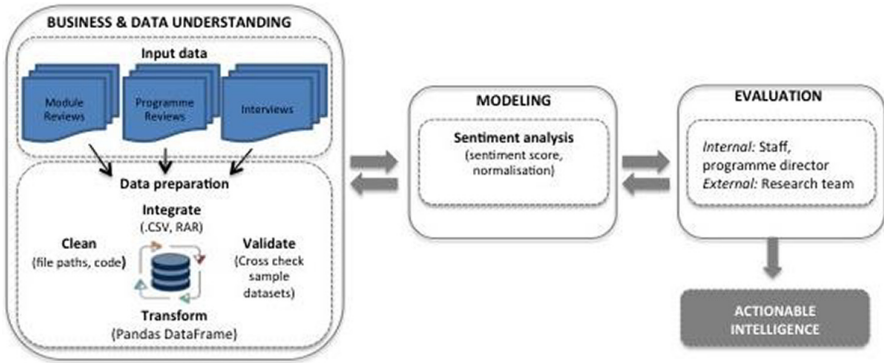 BUSINESS & DATA UNDERSTANDING
Input data
Module
Reviews
Programme
Reviews
Interviews
Data preparation
Integrate
(.CSV, RAR)
Clean
(file paths, code)
Validate
(Cross check
sample
datasets)
Transform
(Pandas DataFrame)
MODELING
Sentiment analysis
(sentiment score,
normalisation)
EVALUATION
Internal: Staff,
programme director
External: Research team
ACTIONABLE
INTELLIGENCE